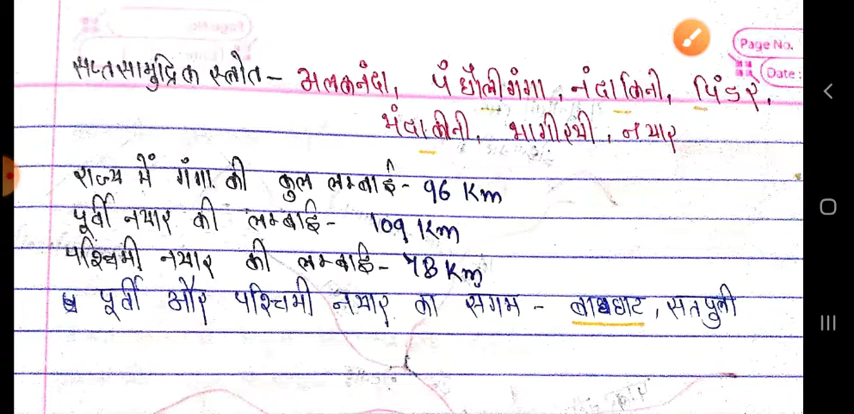 Page No.
Date:
सप्तसामुद्रिक स्त्रोत - अलकनंदा, पं धौलीगंगा, नंदाकिनी, पिंडर,
मंदाकीनी, भागीरथी, नयार
राज्य में गंगा की कुल लम्बाई - 96 Km
पूर्वी नयार की लम्बाई - 109 Km
पश्चिमी नयार की लम्बाई - 78 Km
पूर्वी और पश्चिमी नयार का संगम - सतपुली